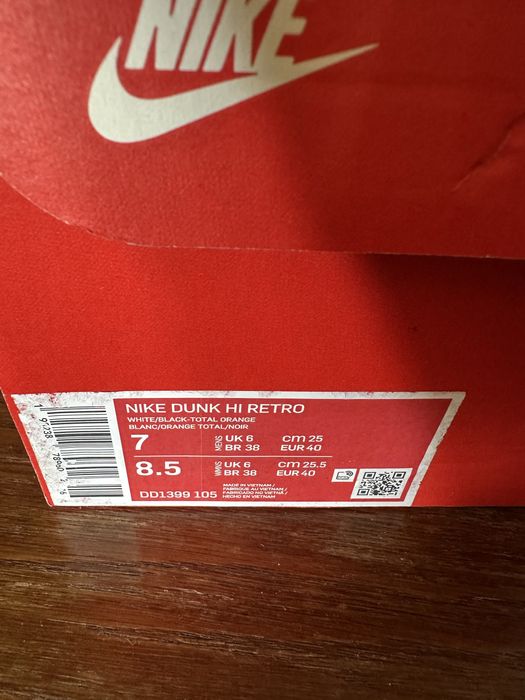 NIKE
NIKE DUNK HI RETRO
WHITE/BLACK-TOTAL ORANGE
BLANC/ORANGE TOTAL/NOIR
7 MENS UK 6 CM 25
BR 38 EUR 40
8.5 WMNS UK 6 CM 25.5
BR 38 EUR 40
DD1399 105
MADE IN VIETNAM /
FABRIQUE AU VIETNAM /
FABRICADO NO VIETNÃ /
HECHO EN VIETNAM